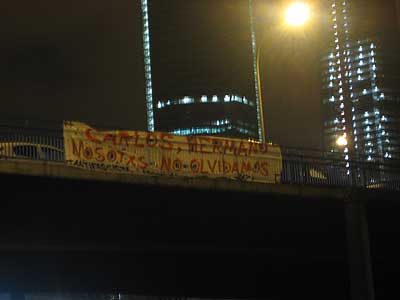 CARLOS, HERMANO
NOSOTXS NO OLVIDAMOS